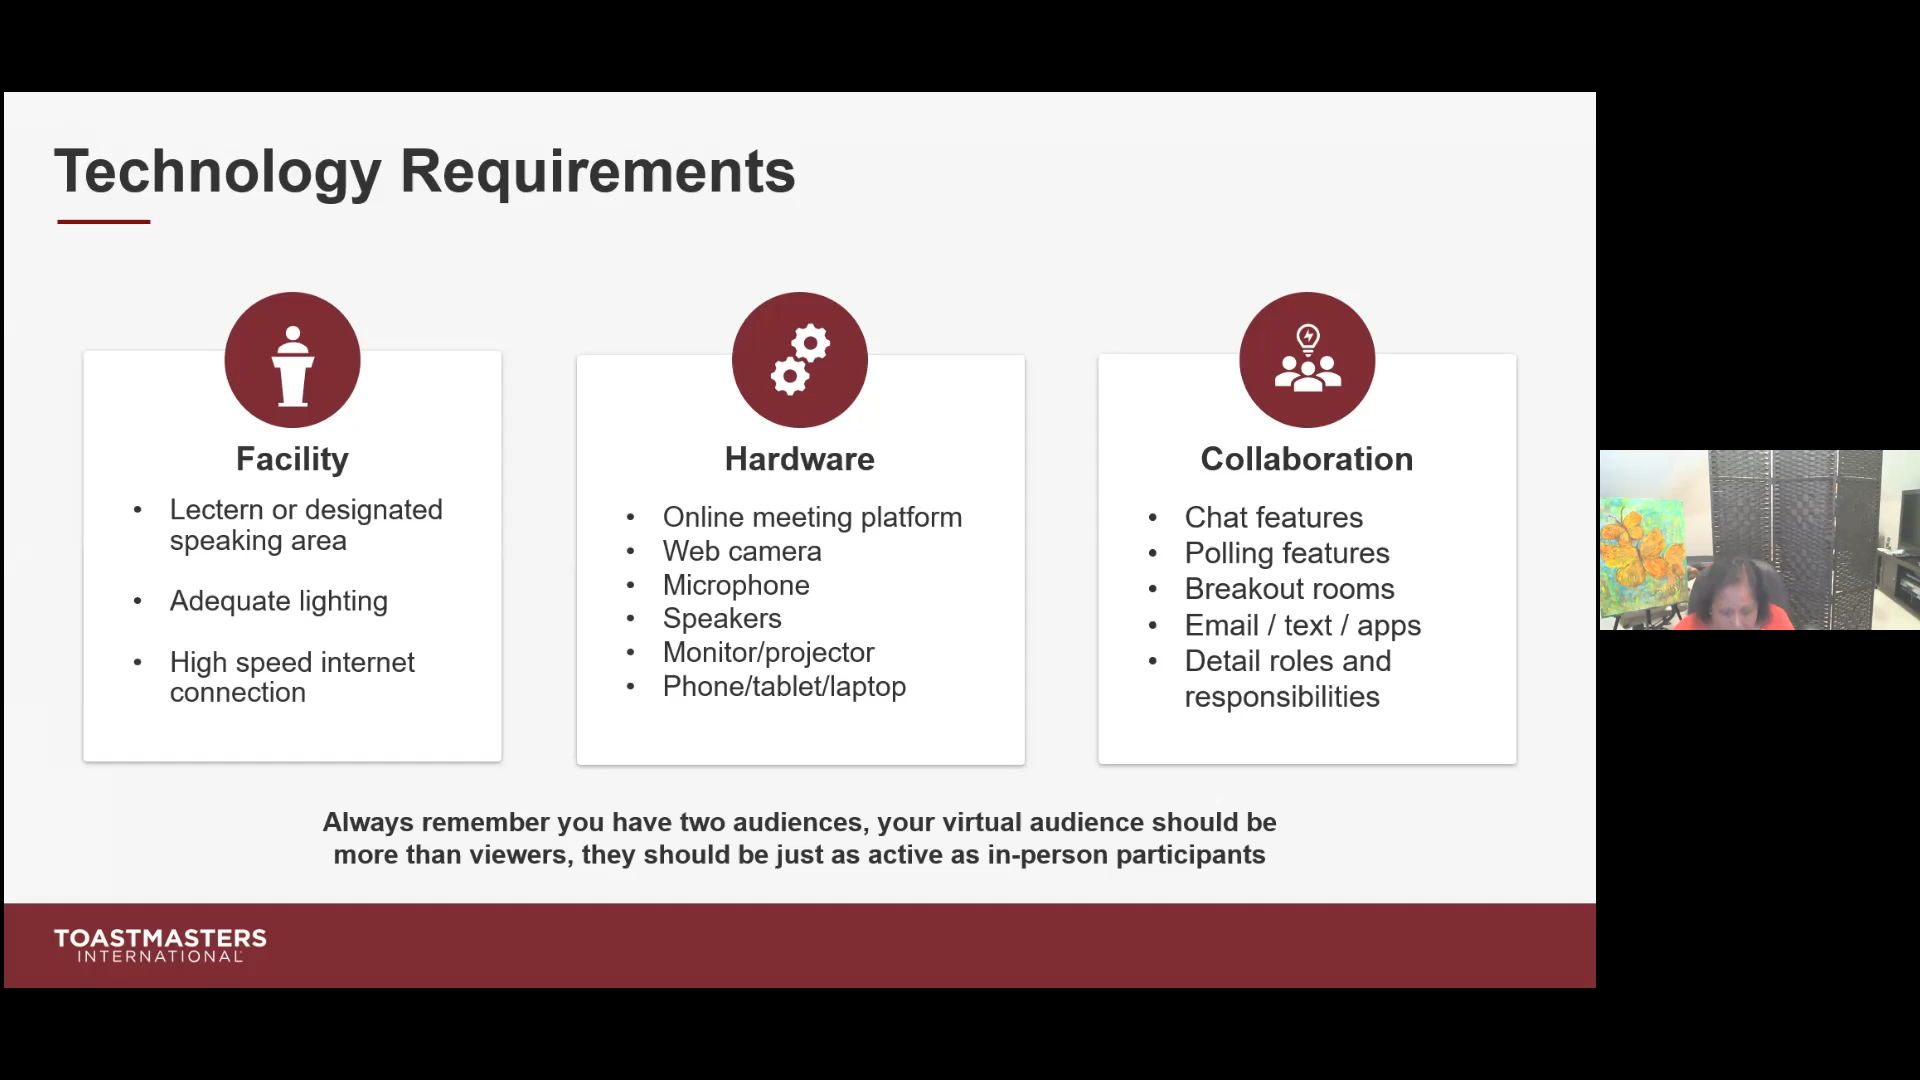 Technology Requirements
Facility
• Lectern or designated
speaking area
• Adequate lighting
• High speed internet
connection
Hardware
• Online meeting platform
• Web camera
• Microphone
• Speakers
• Monitor/projector
• Phone/tablet/laptop
Collaboration
• Chat features
• Polling features
• Breakout rooms
• Email / text / apps
• Detail roles and
responsibilities
Always remember you have two audiences, your virtual audience should be
more than viewers, they should be just as active as in-person participants
TOASTMASTERS
INTERNATIONAL